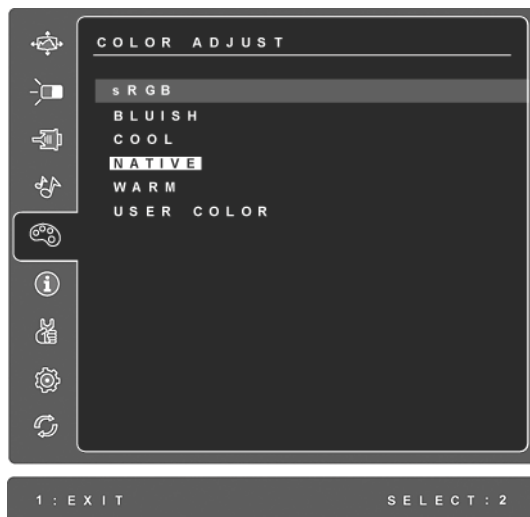 COLOR ADJUST
sRGB
BLUISH
COOL
NATIVE
WARM
USER COLOR
1:EXIT SELECT:2